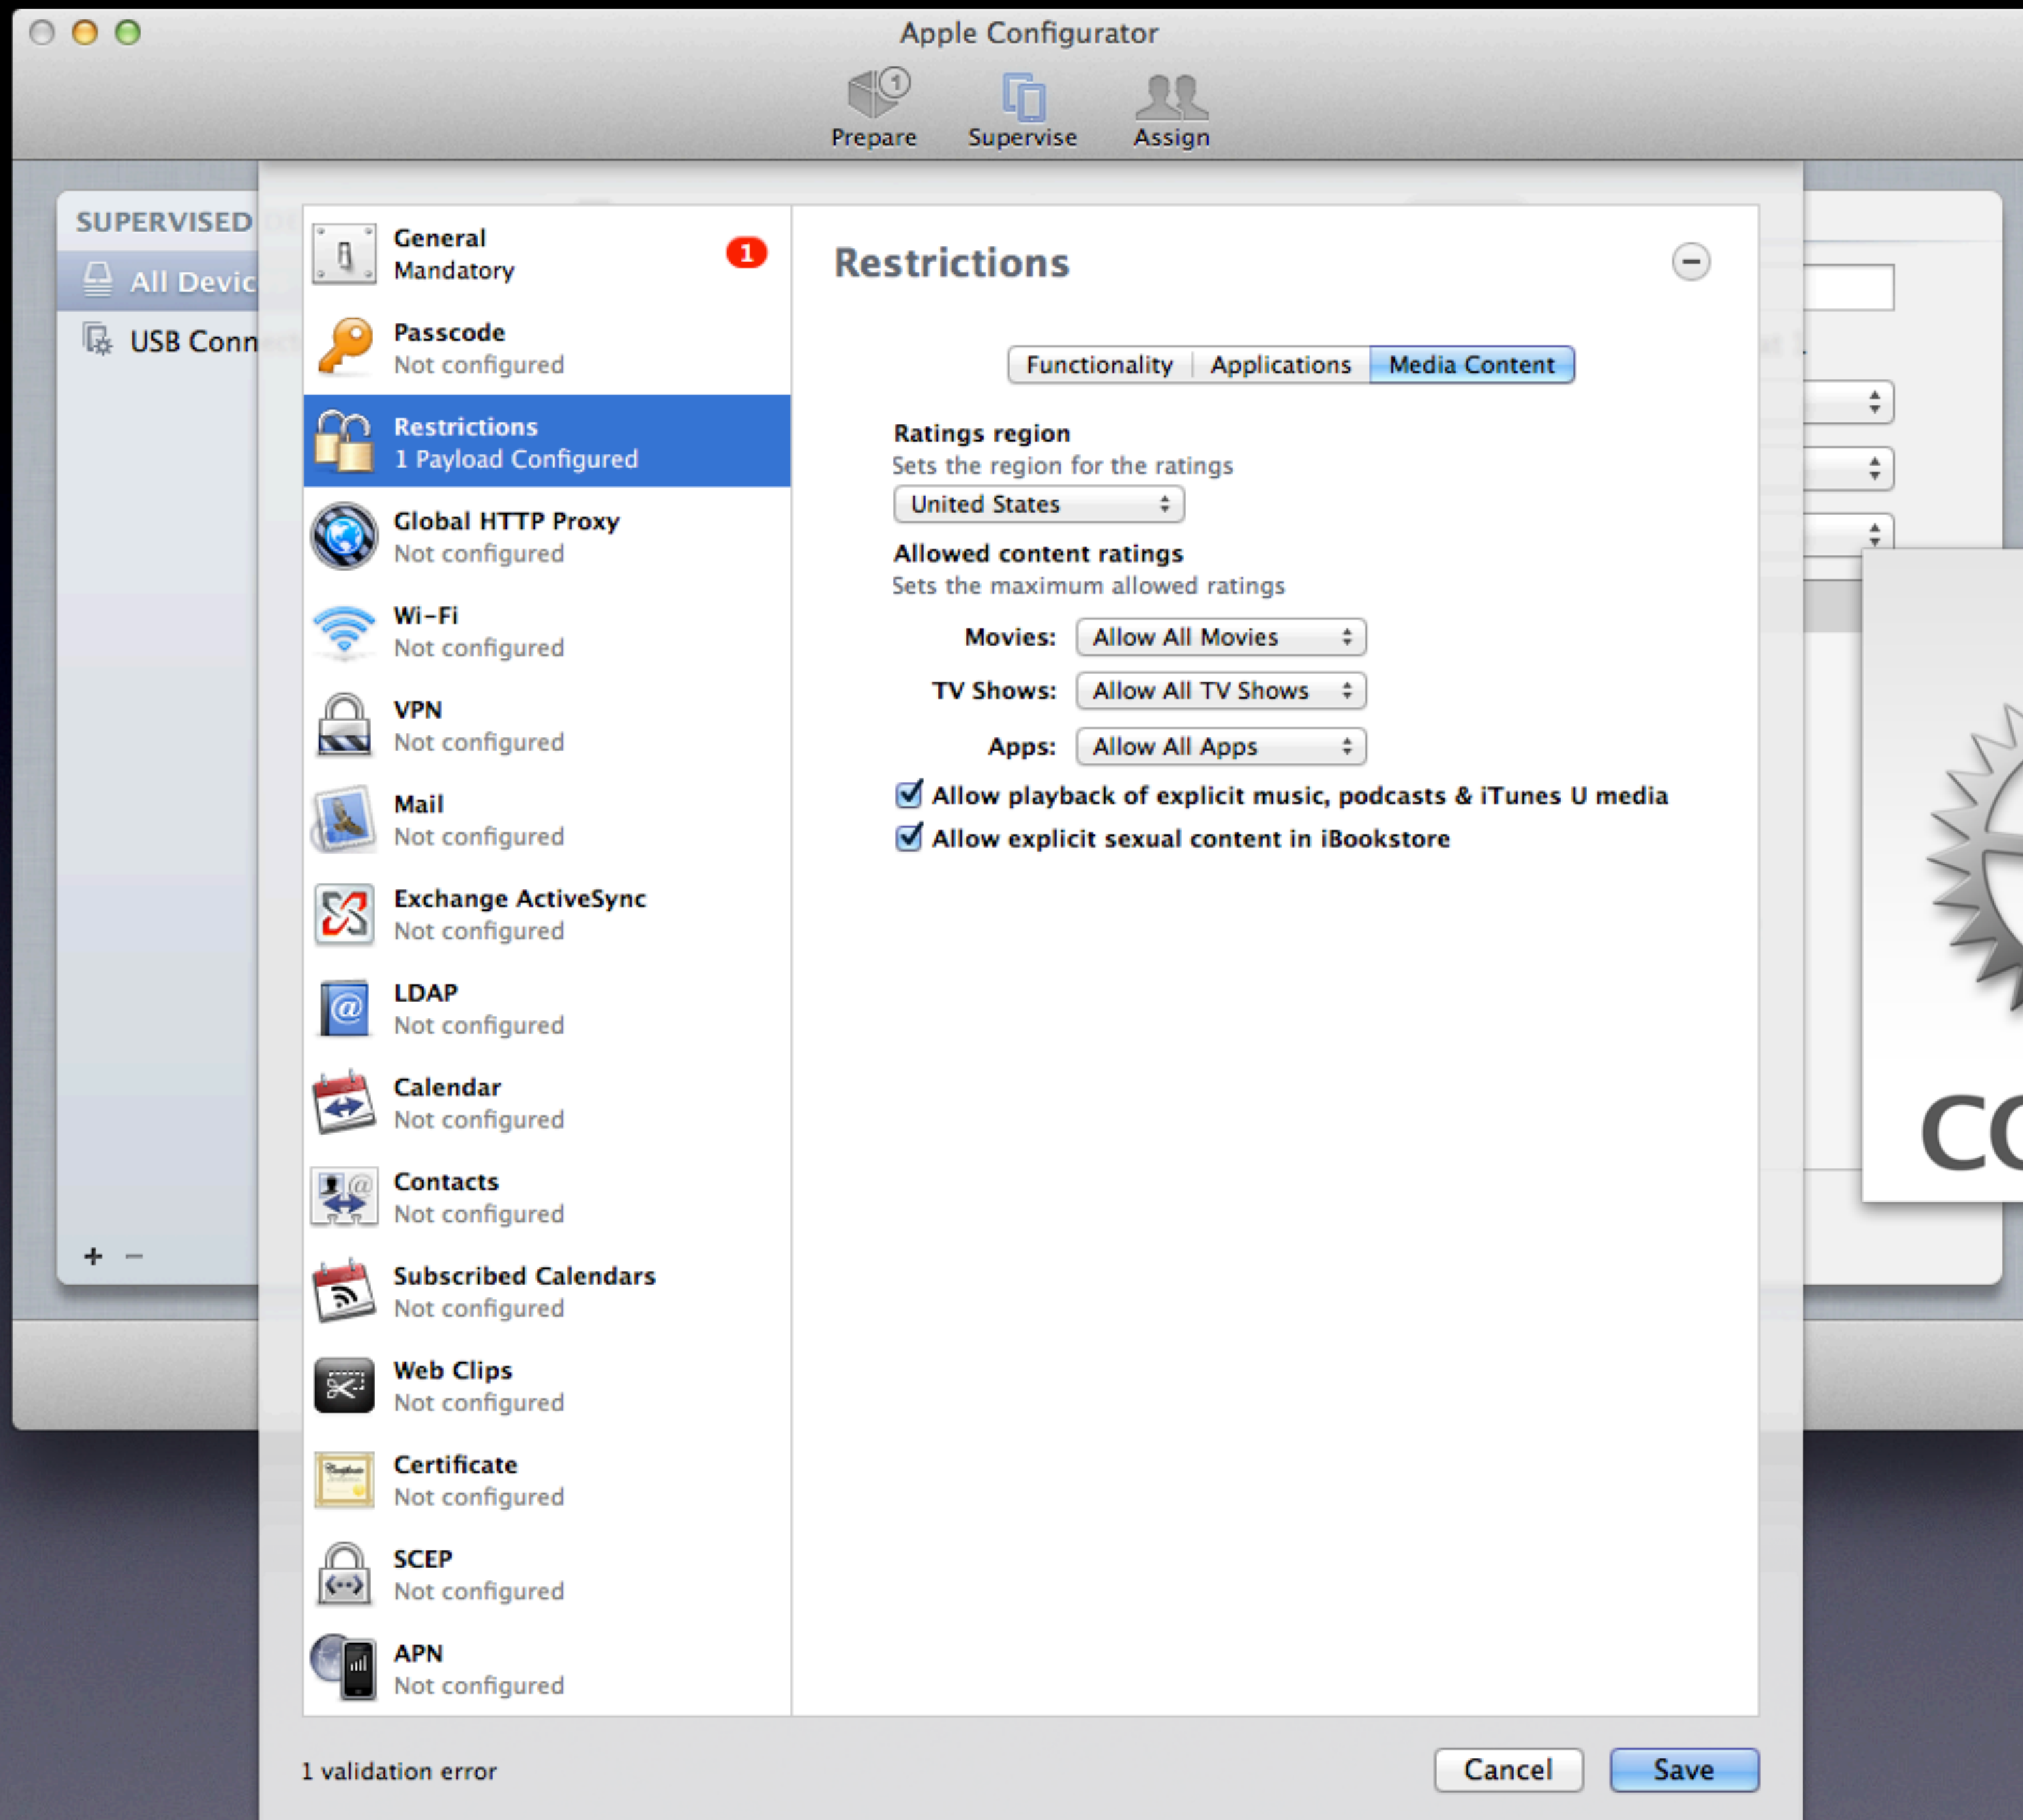 Apple Configurator
1
Prepare
Supervise
Assign
SUPERVISED
All Devic
USB Conn
General
Mandatory
1
Passcode
Not configured
Restrictions
1 Payload Configured
Global HTTP Proxy
Not configured
Wi-Fi
Not configured
VPN
Not configured
Mail
Not configured
Exchange ActiveSync
Not configured
LDAP
Not configured
Calendar
Not configured
Contacts
Not configured
Subscribed Calendars
Not configured
Web Clips
Not configured
Certificate
Not configured
SCEP
Not configured
APN
Not configured
Restrictions
Functionality
Applications
Media Content
Ratings region
Sets the region for the ratings
United States
Allowed content ratings
Sets the maximum allowed ratings
Movies: Allow All Movies
TV Shows: Allow All TV Shows
Apps: Allow All Apps
Allow playback of explicit music, podcasts & iTunes U media
Allow explicit sexual content in iBookstore
1 validation error
Cancel
Save